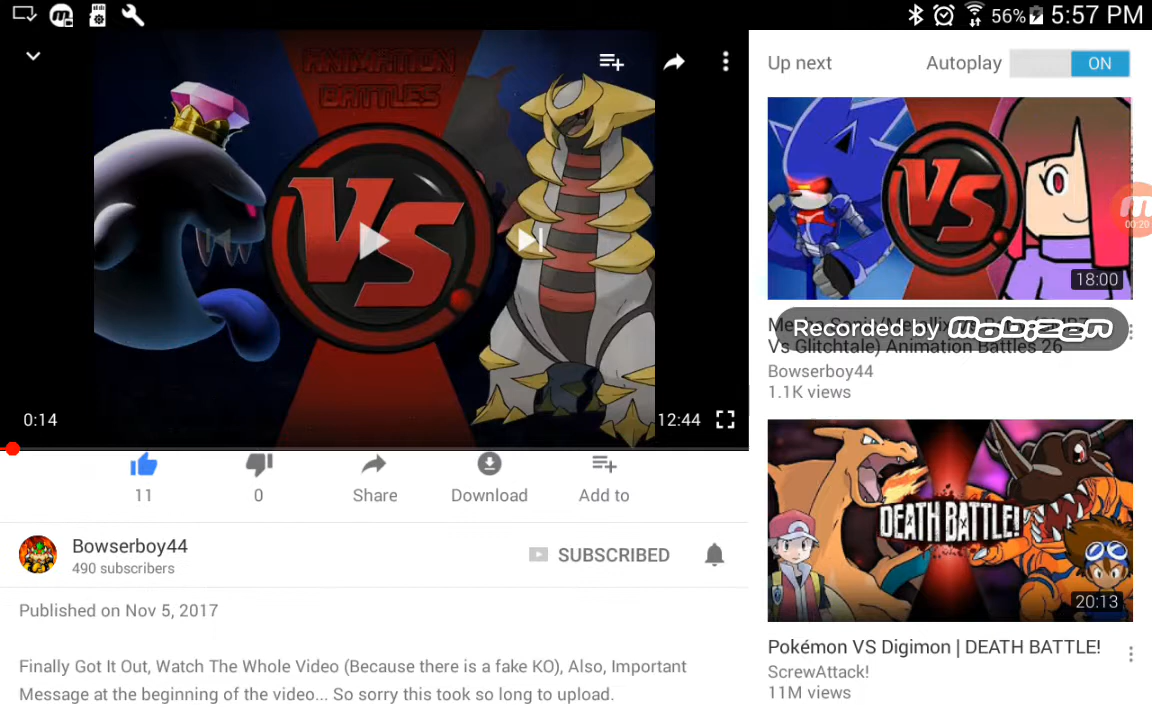 56% 5:57 PM
ANIMATION
BATTLES
VS.
0:14
12:44
11
0
Share
Download
Add to
Bowserboy44
490 subscribers
SUBSCRIBED
Published on Nov 5, 2017
Finally Got It Out, Watch The Whole Video (Because there is a fake KO), Also, Important
Message at the beginning of the video... So sorry this took so long to upload.
Up next
Autoplay
ON
VS.
00:20
18:00
Recorded by Mobizen
Vs Glitchtale) Animation Battles 26
Bowserboy44
1.1K views
DEATH BATTLE!
20:13
Pokémon VS Digimon | DEATH BATTLE!
ScrewAttack!
11M views